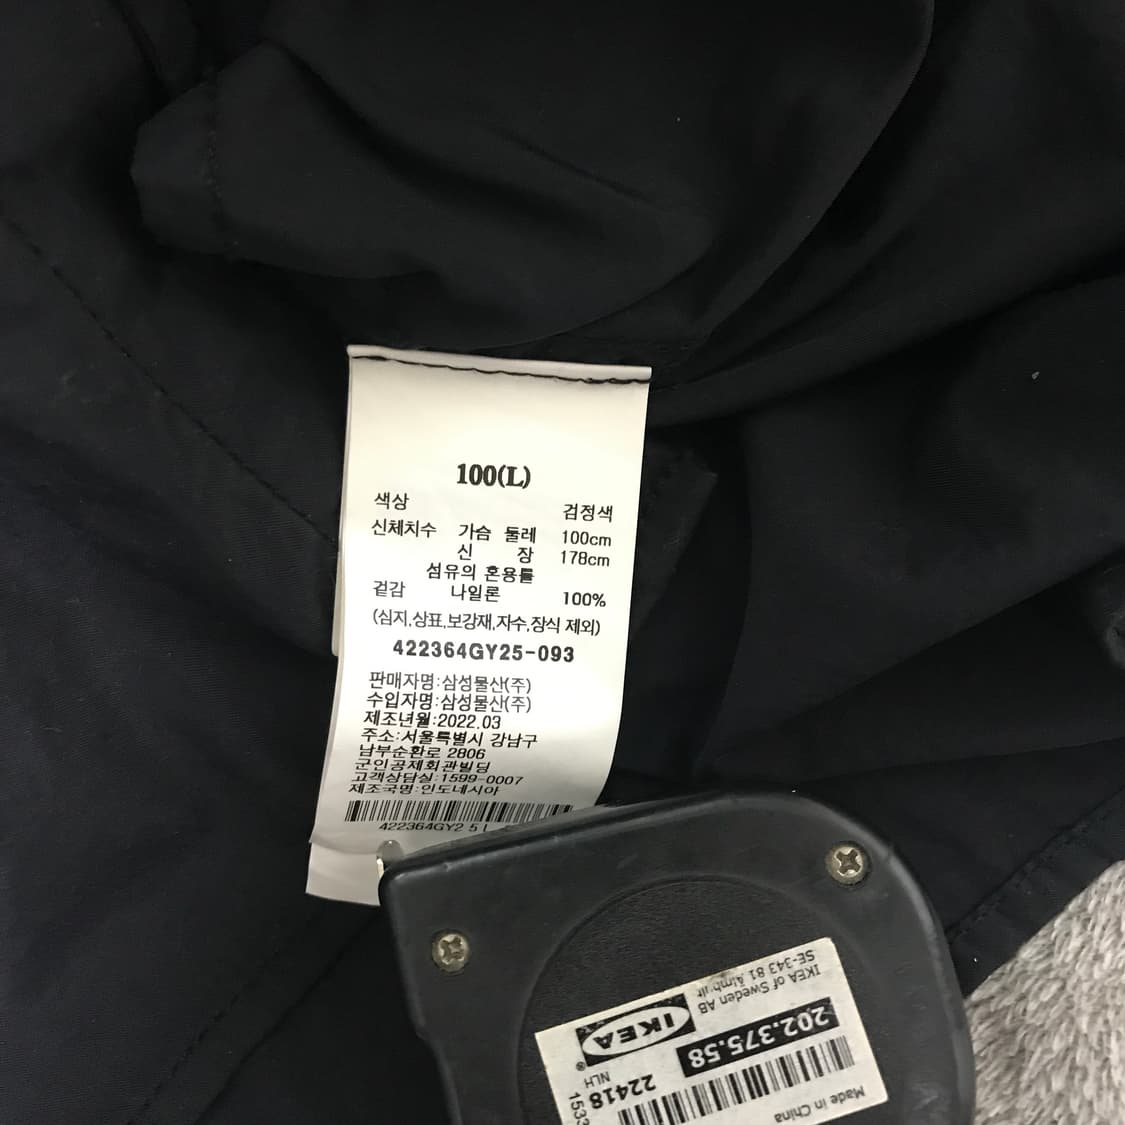 100(L)
색상 검정색
신체치수 가슴 둘레 100cm
신 장 178cm
섬유의 혼용률
겉감 나일론 100%
(심지,상표,보강재,자수,장식 제외)
422364GY25-093
판매자명:삼성물산(주)
수입자명:삼성물산(주)
제조년월:2022.03
주소:서울특별시 강남구
남부순환로 2806
군인공제회관빌딩
고객상담실:1599-0007
제조국명:인도네시아
422364GY2 5 L
Made in China
22418
NLH
153
202.375.58
IKEA®
IKEA of Sweden AB
SE-343 81 Älmhult